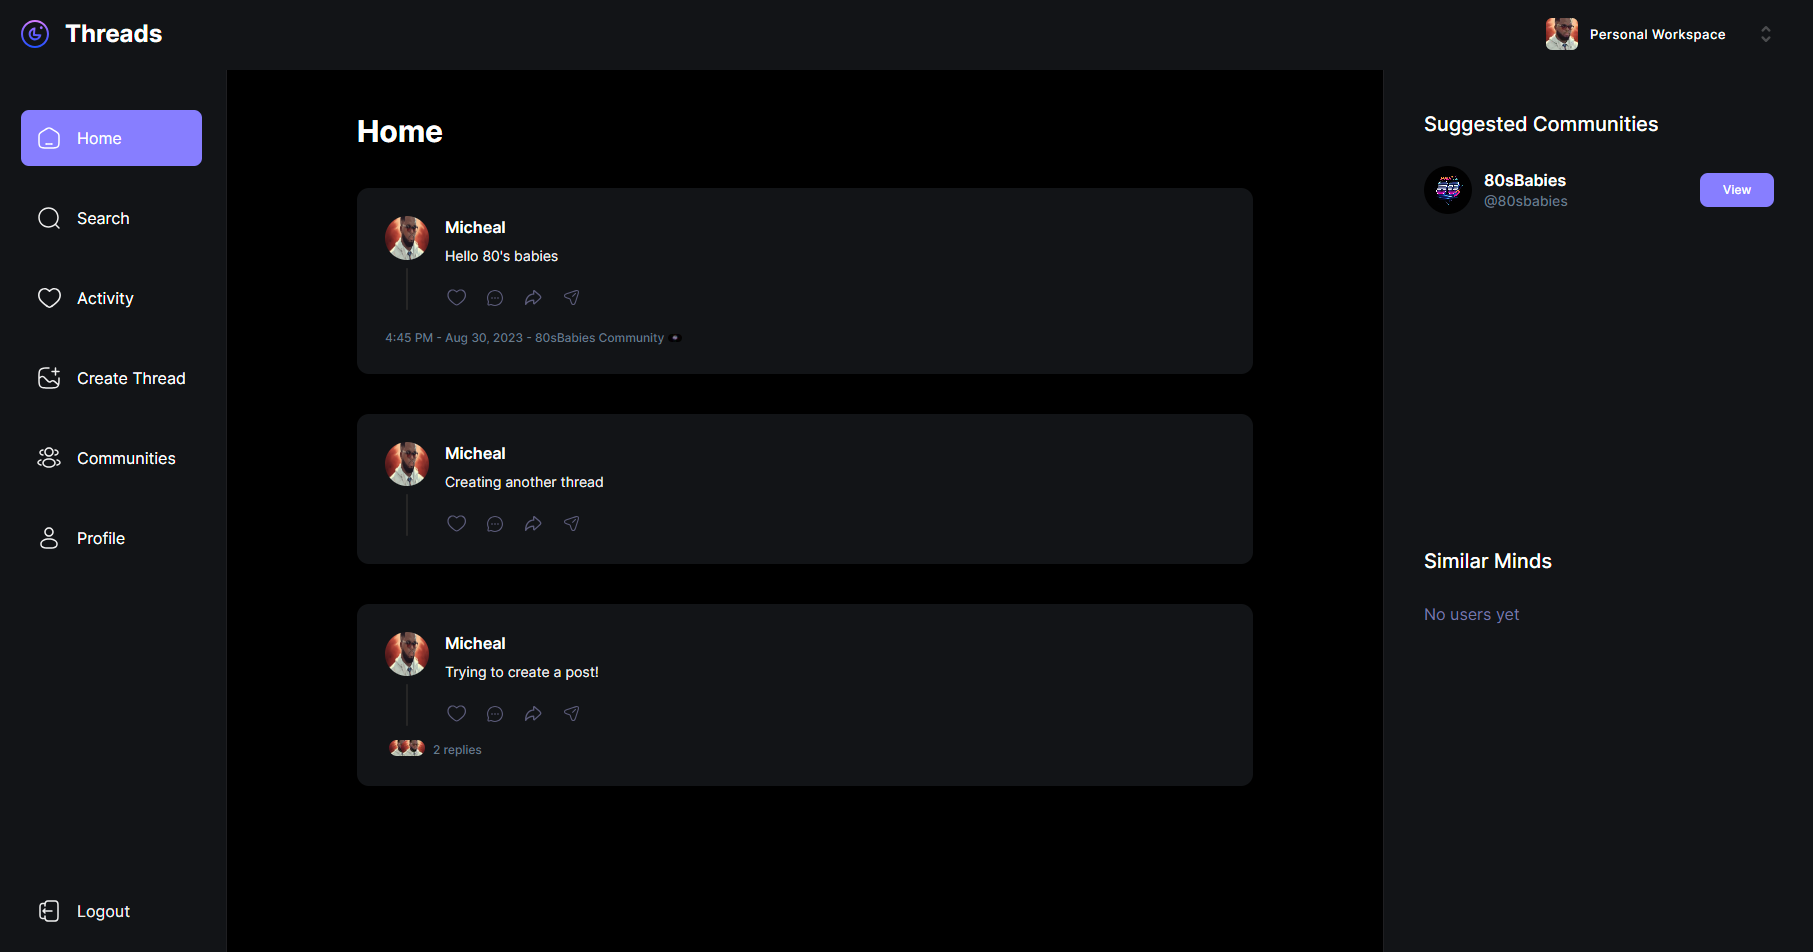 Threads
Personal Workspace
Home
Search
Activity
Create Thread
Communities
Profile
Logout
Home
Micheal
Hello 80's babies
4:45 PM - Aug 30, 2023 - 80sBabies Community
Micheal
Creating another thread
Micheal
Trying to create a post!
2 replies
Suggested Communities
80sBabies
@80sbabies
View
Similar Minds
No users yet